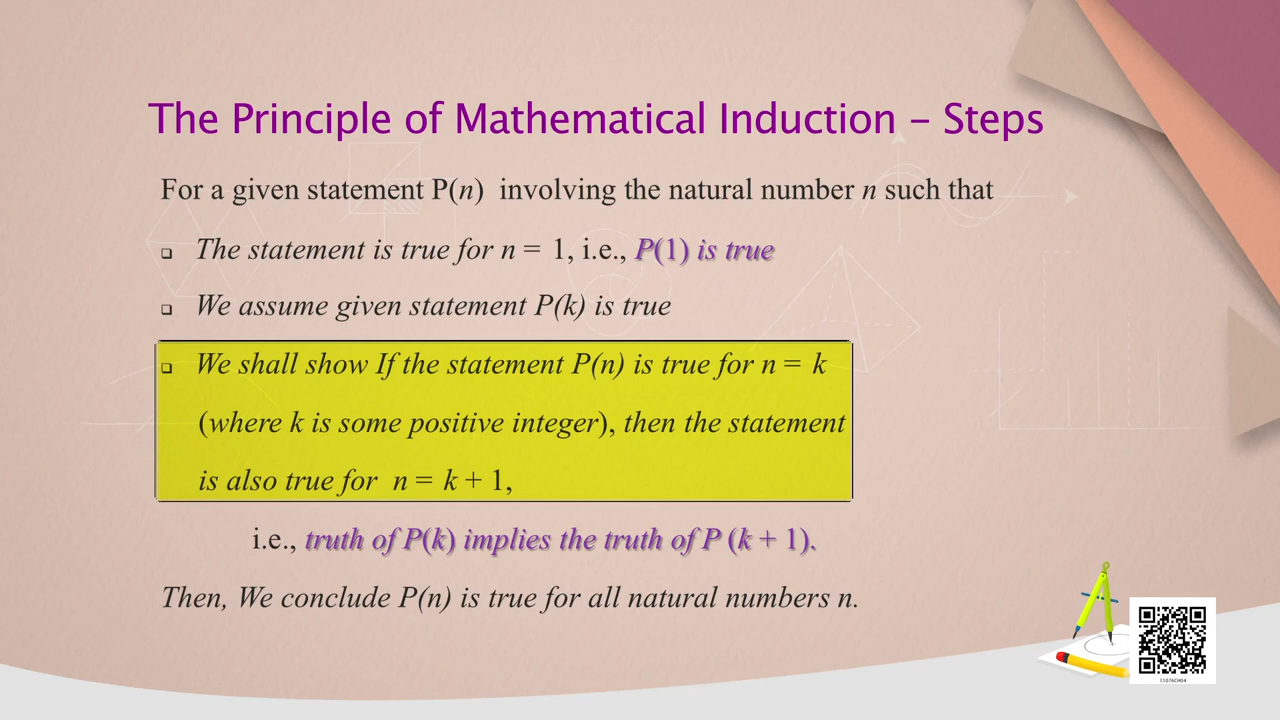 The Principle of Mathematical Induction – Steps
For a given statement P(n) involving the natural number n such that
❑ The statement is true for n = 1, i.e., P(1) is true
❑ We assume given statement P(k) is true
❑ We shall show If the statement P(n) is true for n = k
(where k is some positive integer), then the statement
is also true for n = k + 1,
i.e., truth of P(k) implies the truth of P (k + 1).
Then, We conclude P(n) is true for all natural numbers n.
11076CH04